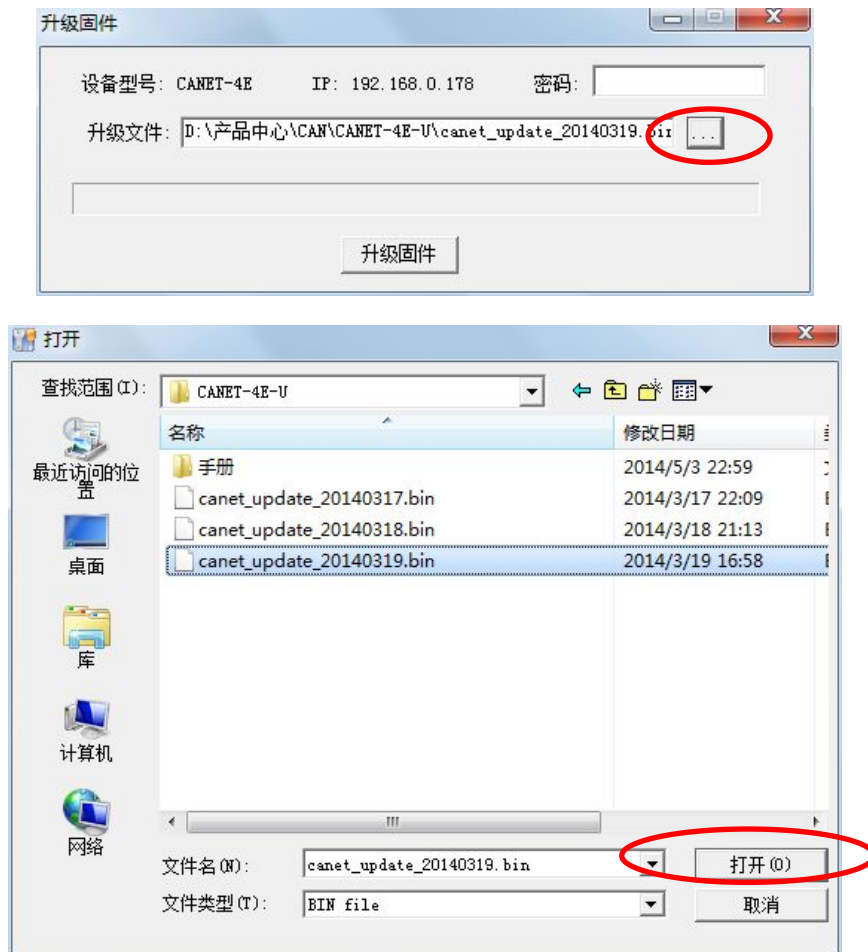 升级固件
设备型号: CANET-4E IP: 192.168.0.178 密码:
升级文件: D:\产品中心\CAN\CANET-4E-U\canet_update_20140319.bin ...
升级固件
打开
查找范围(I): CANET-4E-U
名称 修改日期
最近访问的位置
手册 2014/5/3 22:59
canet_update_20140317.bin 2014/3/17 22:09
canet_update_20140318.bin 2014/3/18 21:13
canet_update_20140319.bin 2014/3/19 16:58
桌面
库
计算机
网络
文件名(N): canet_update_20140319.bin 打开(O)
文件类型(T): BIN file 取消